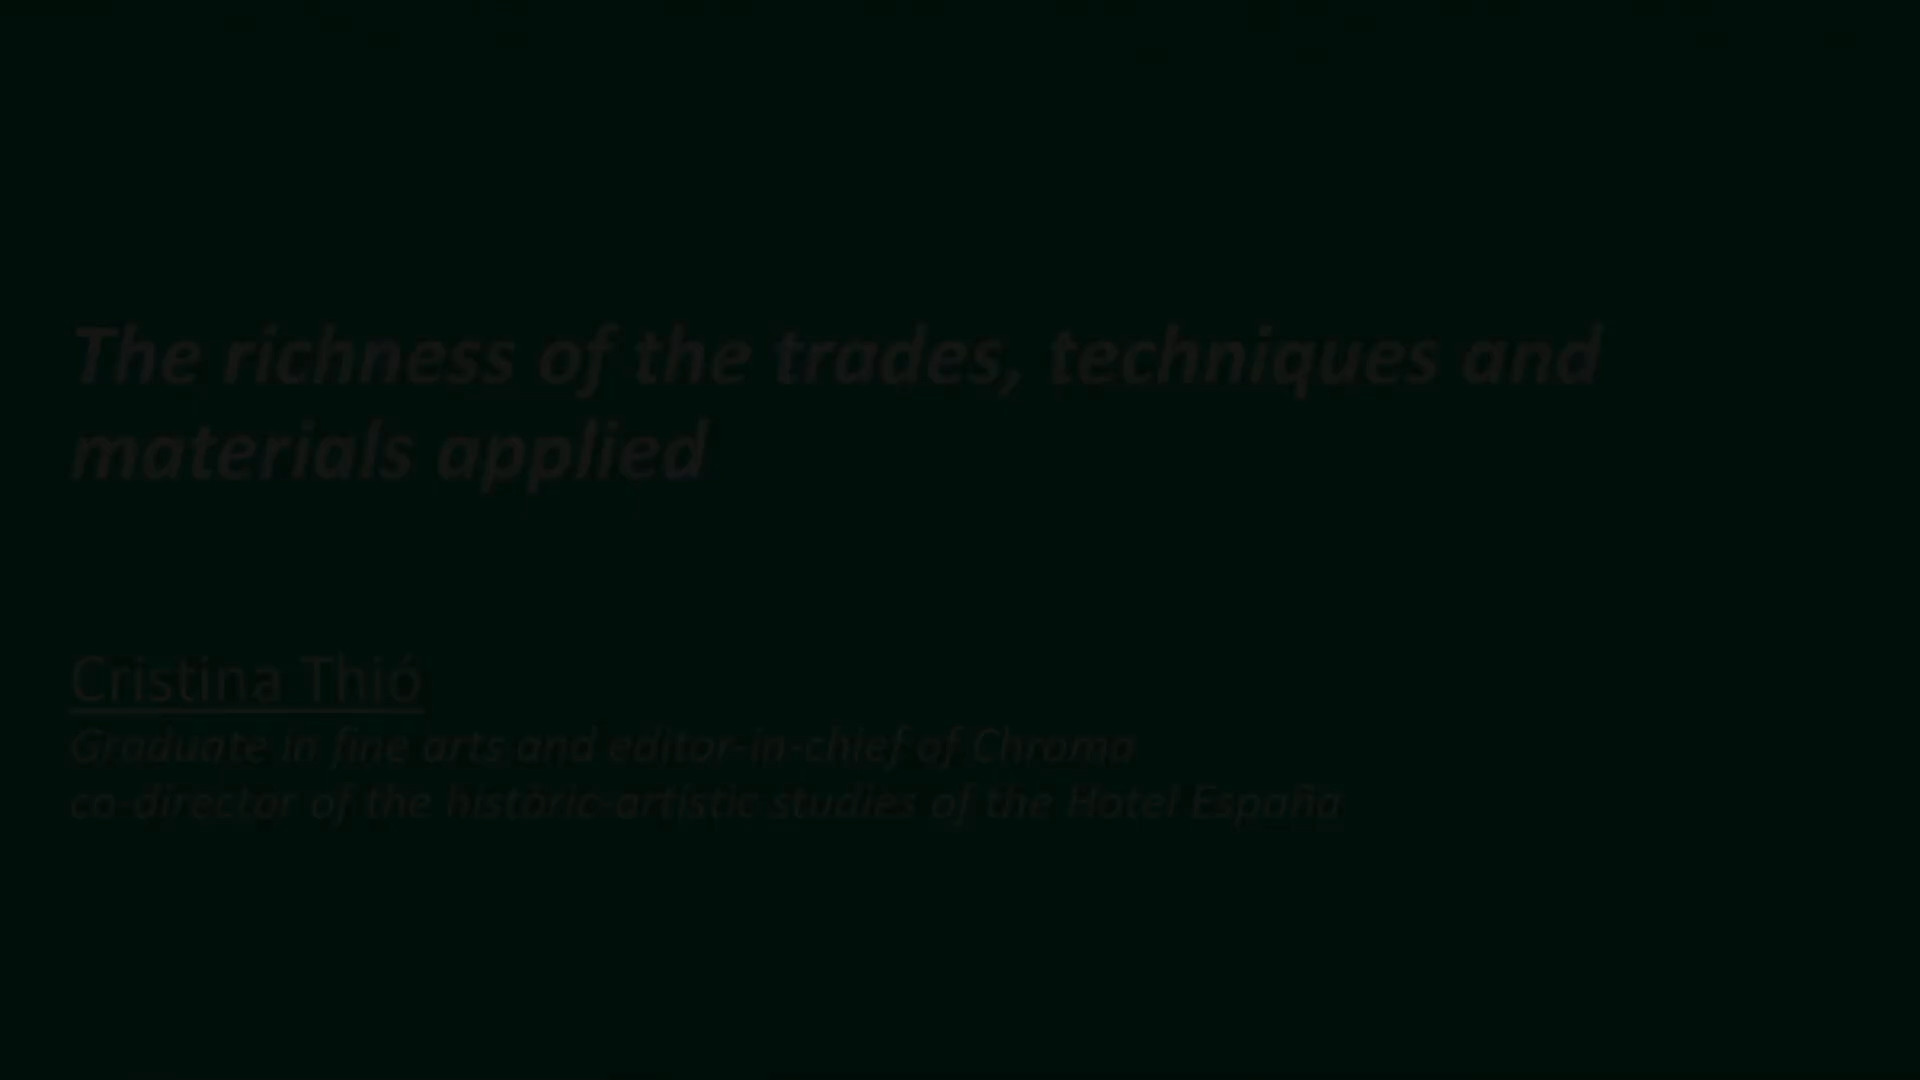 The richness of the trades, techniques and
materials applied
Cristina Thió
Graduate in fine arts and editor-in-chief of Chroma
co-director of the historic-artistic studies of the Hotel España